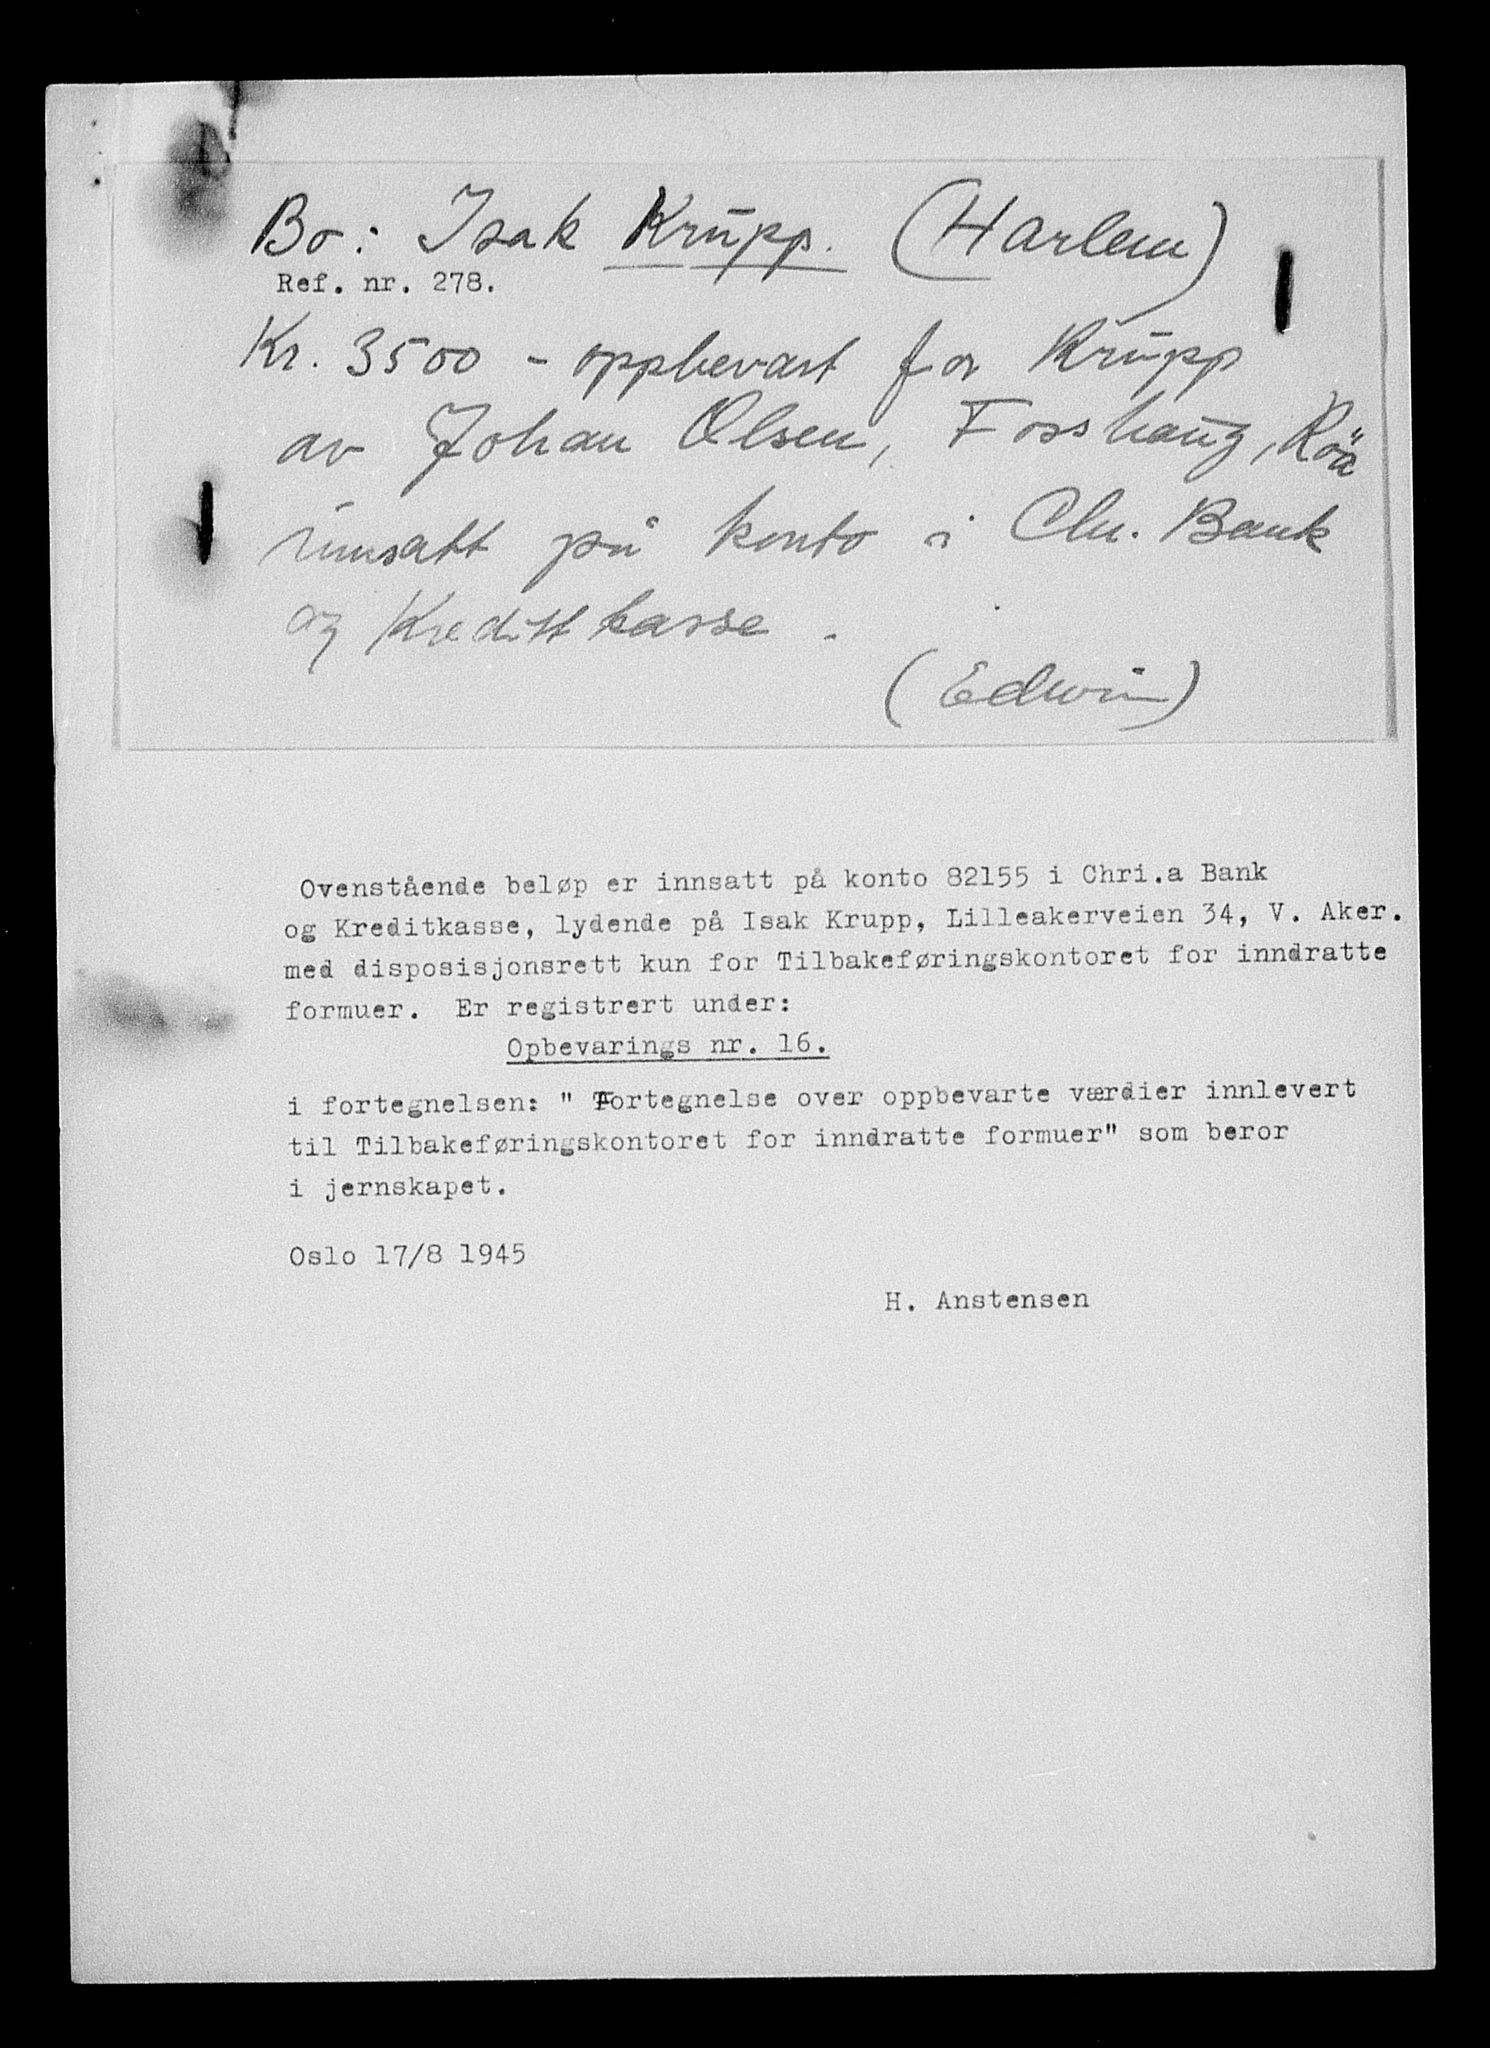 Bo: Isak Krupp. (Harlem)
Ref. nr. 278.
Kr. 3500 - oppbevart for Krupp
av Johan Olsen, Fosshaug, Röa
innsatt på konto i Chr. Bank
og Kreditkasse.
(Edwin)
Ovenstående beløp er innsatt på konto 82155 i Chri.a Bank
og Kreditkasse, lydende på Isak Krupp, Lilleakerveien 34, V. Aker.
med disposisjonsrett kun for Tilbakeføringskontoret for inndratte
formuer. Er registrert under:
Opbevarings nr. 16.
i fortegnelsen: " Fortegnelse over oppbevarte værdier innlevert
til Tilbakeføringskontoret for inndratte formuer" som beror
i jernskapet.
Oslo 17/8 1945
H. Anstensen